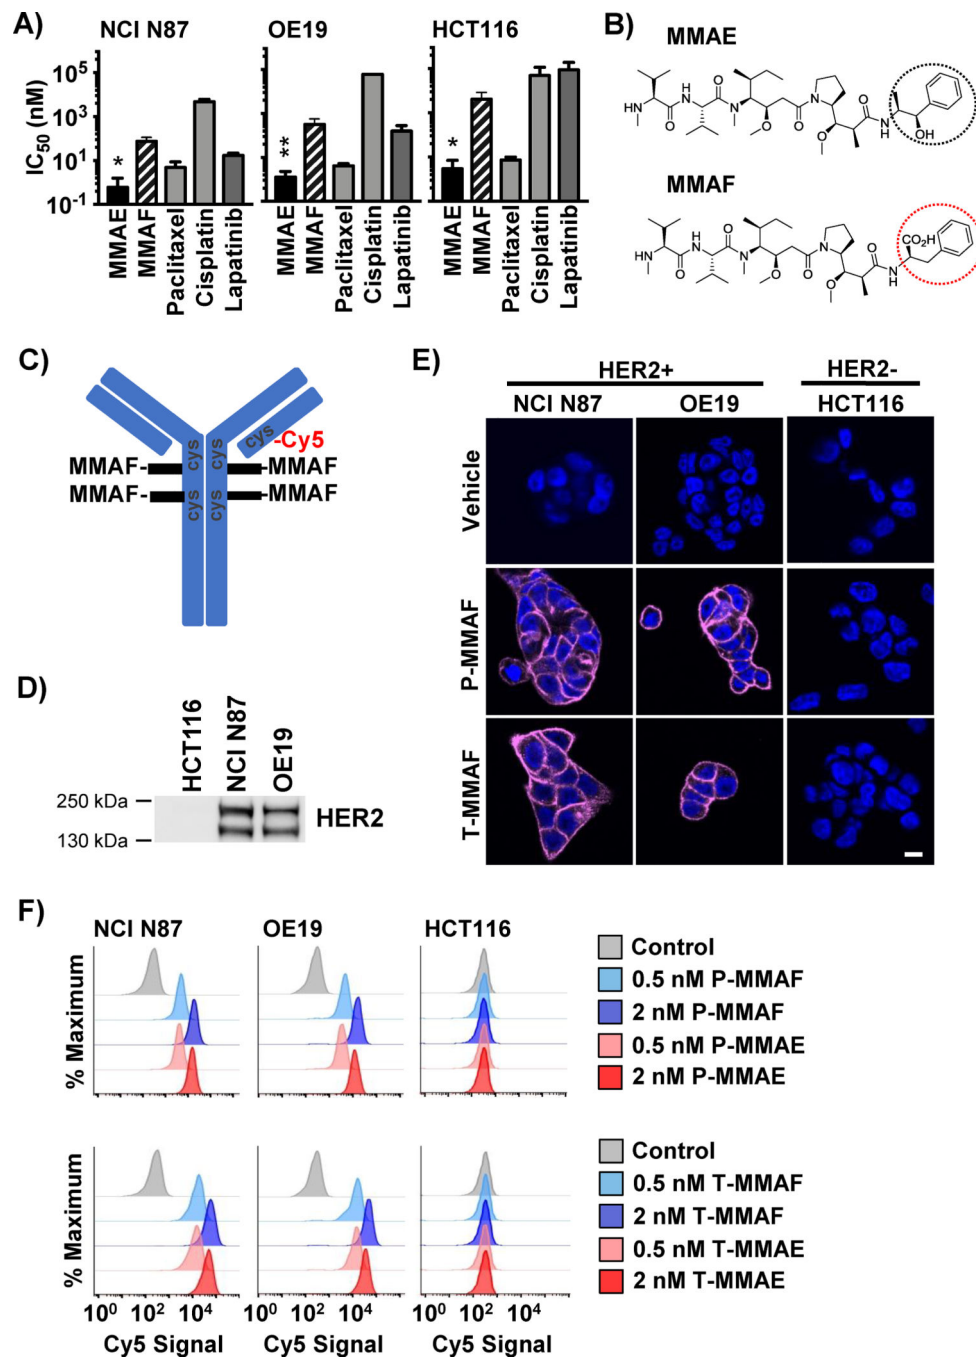 A)
NCI N87
OE19
HCT116
IC50 (nM)
10^5
10^3
10^1
10^-1
*
**
*
MMAE
MMAF
Paclitaxel
Cisplatin
Lapatinib
MMAE
MMAF
Paclitaxel
Cisplatin
Lapatinib
MMAE
MMAF
Paclitaxel
Cisplatin
Lapatinib
B)
MMAE
HN
O
H
N
O
N
O
O
N
O
O
N
H
OH
MMAF
HN
O
H
N
O
N
O
O
N
O
O
N
H
CO2H
C)
cys
cys
cys
-Cy5
MMAF-
-MMAF
MMAF-
-MMAF
cys
cys
D)
HCT116
NCI N87
OE19
250 kDa
130 kDa
HER2
E)
HER2+
HER2-
NCI N87
OE19
HCT116
Vehicle
P-MMAF
T-MMAF
F)
NCI N87
OE19
HCT116
% Maximum
Control
0.5 nM P-MMAF
2 nM P-MMAF
0.5 nM P-MMAE
2 nM P-MMAE
% Maximum
Control
0.5 nM T-MMAF
2 nM T-MMAF
0.5 nM T-MMAE
2 nM T-MMAE
10^0 10^2 10^4
10^0 10^2 10^4
10^0 10^2 10^4
Cy5 Signal
Cy5 Signal
Cy5 Signal